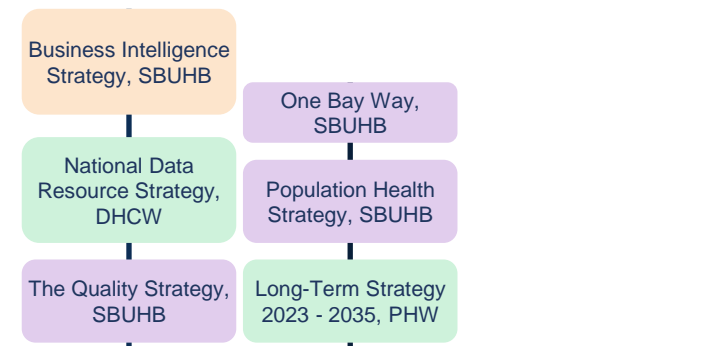 Business Intelligence
Strategy, SBUHB
National Data
Resource Strategy,
DHCW
The Quality Strategy,
SBUHB
One Bay Way,
SBUHB
Population Health
Strategy, SBUHB
Long-Term Strategy
2023 - 2035, PHW